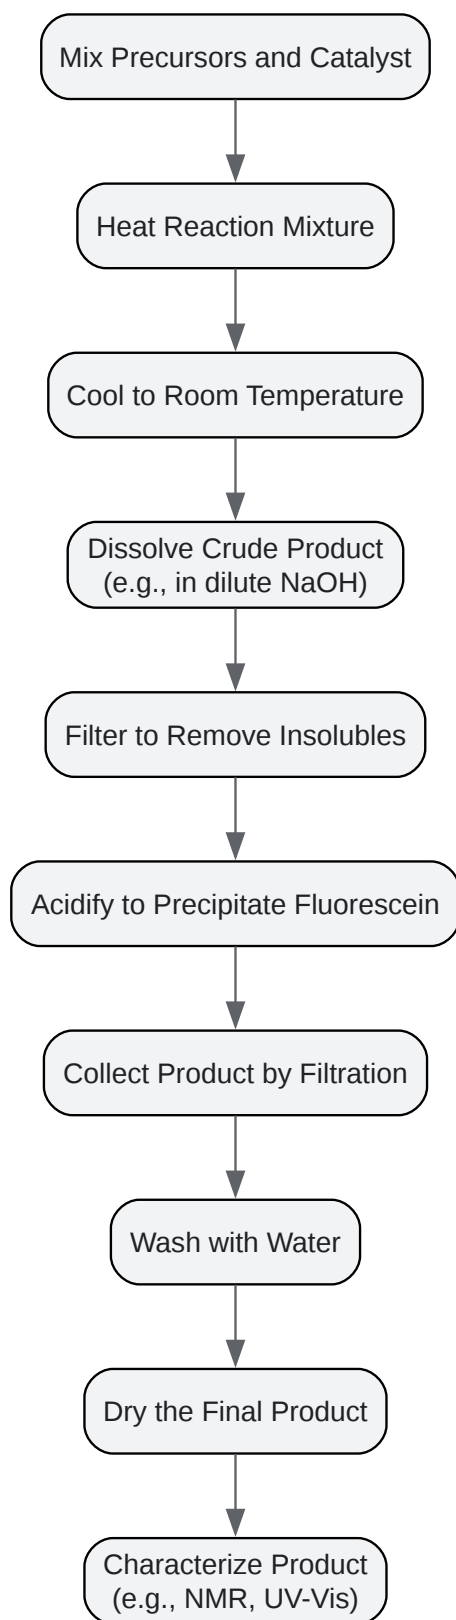 Mix Precursors and Catalyst
Heat Reaction Mixture
Cool to Room Temperature
Dissolve Crude Product
(e.g., in dilute NaOH)
Filter to Remove Insolubles
Acidify to Precipitate Fluorescein
Collect Product by Filtration
Wash with Water
Dry the Final Product
Characterize Product
(e.g., NMR, UV-Vis)